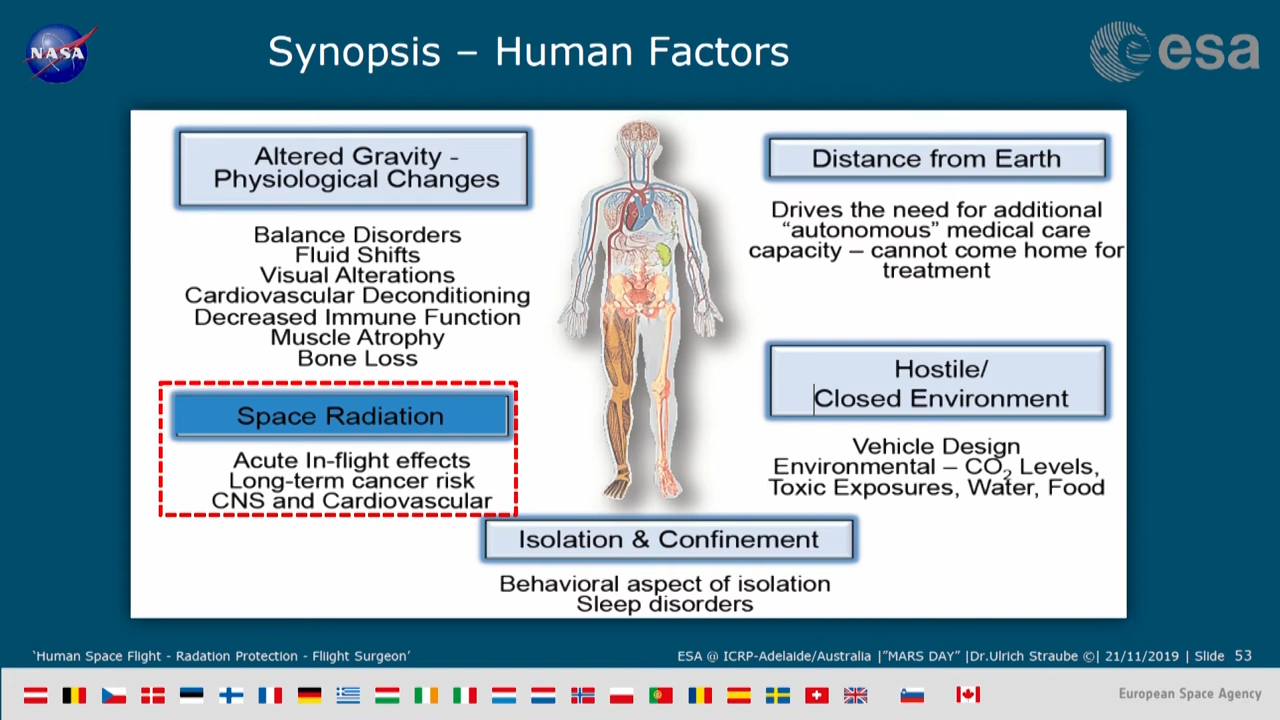 NASA
Synopsis – Human Factors
esa
Altered Gravity -
Physiological Changes
Balance Disorders
Fluid Shifts
Visual Alterations
Cardiovascular Deconditioning
Decreased Immune Function
Muscle Atrophy
Bone Loss
Space Radiation
Acute In-flight effects
Long-term cancer risk
CNS and Cardiovascular
Distance from Earth
Drives the need for additional
“autonomous” medical care
capacity – cannot come home for
treatment
Hostile/
Closed Environment
Vehicle Design
Environmental – CO₂ Levels,
Toxic Exposures, Water, Food
Isolation & Confinement
Behavioral aspect of isolation
Sleep disorders
`Human Space Flight - Radiation Protection - Fliight Surgeon’
ESA @ ICRP-Adelaide/Australia |“MARS DAY” |Dr.Ulrich Straube ©| 21/11/2019 | Slide 53
European Space Agency